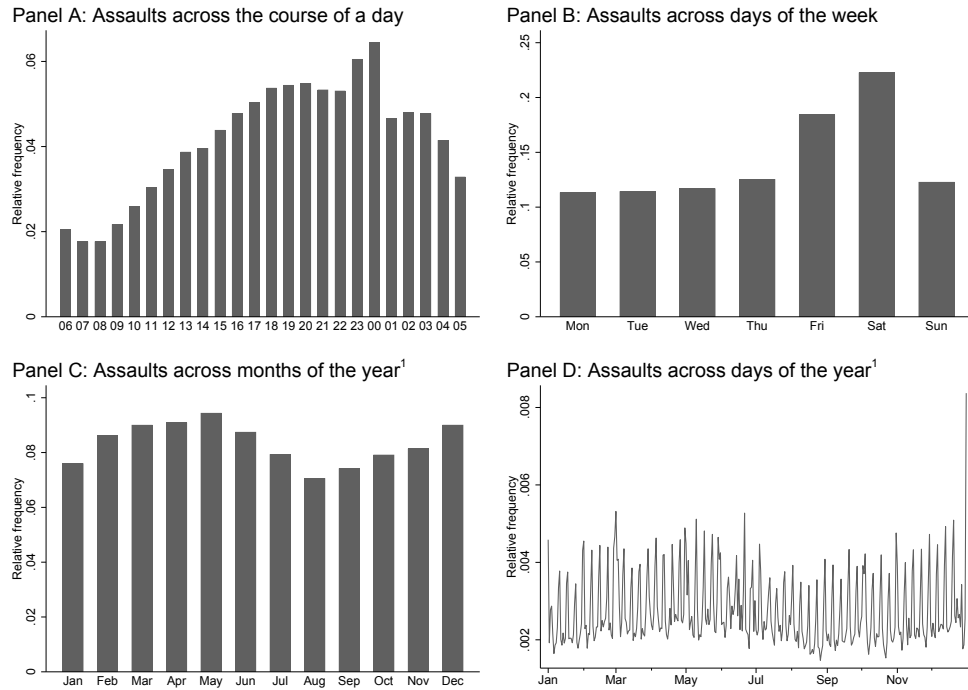 Panel A: Assaults across the course of a day
Relative frequency
0 .02 .04 .06
06 07 08 09 10 11 12 13 14 15 16 17 18 19 20 21 22 23 00 01 02 03 04 05
Panel B: Assaults across days of the week
Relative frequency
0 .05 .1 .15 .2 .25
Mon Tue Wed Thu Fri Sat Sun
Panel C: Assaults across months of the year¹
Relative frequency
0 .02 .04 .06 .08 .1
Jan Feb Mar Apr May Jun Jul Aug Sep Oct Nov Dec
Panel D: Assaults across days of the year¹
Relative frequency
.002 .004 .006 .008
Jan Mar May Jul Sep Nov